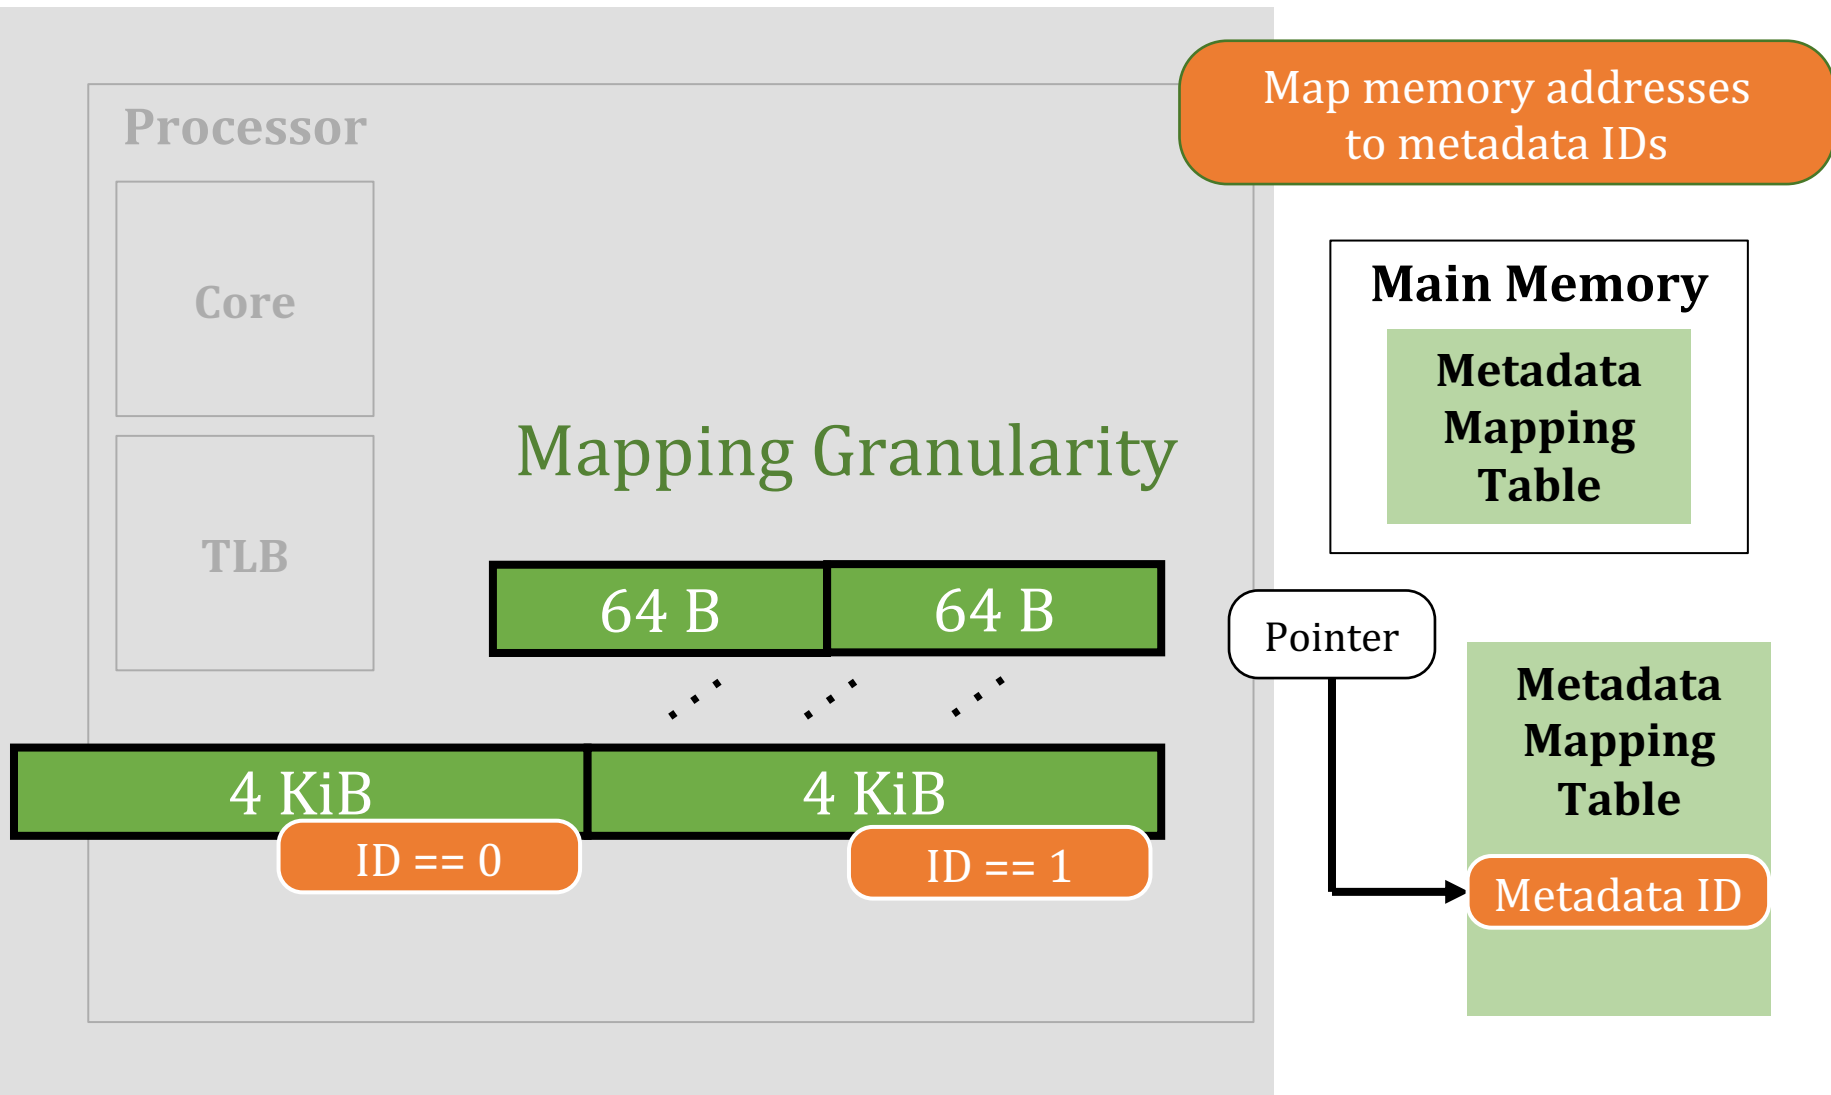 Map memory addresses
to metadata IDs
Processor
Core
TLB
Mapping Granularity
64 B
64 B
4 KiB
4 KiB
ID == 0
ID == 1
Main Memory
Metadata
Mapping
Table
Pointer
Metadata
Mapping
Table
Metadata ID